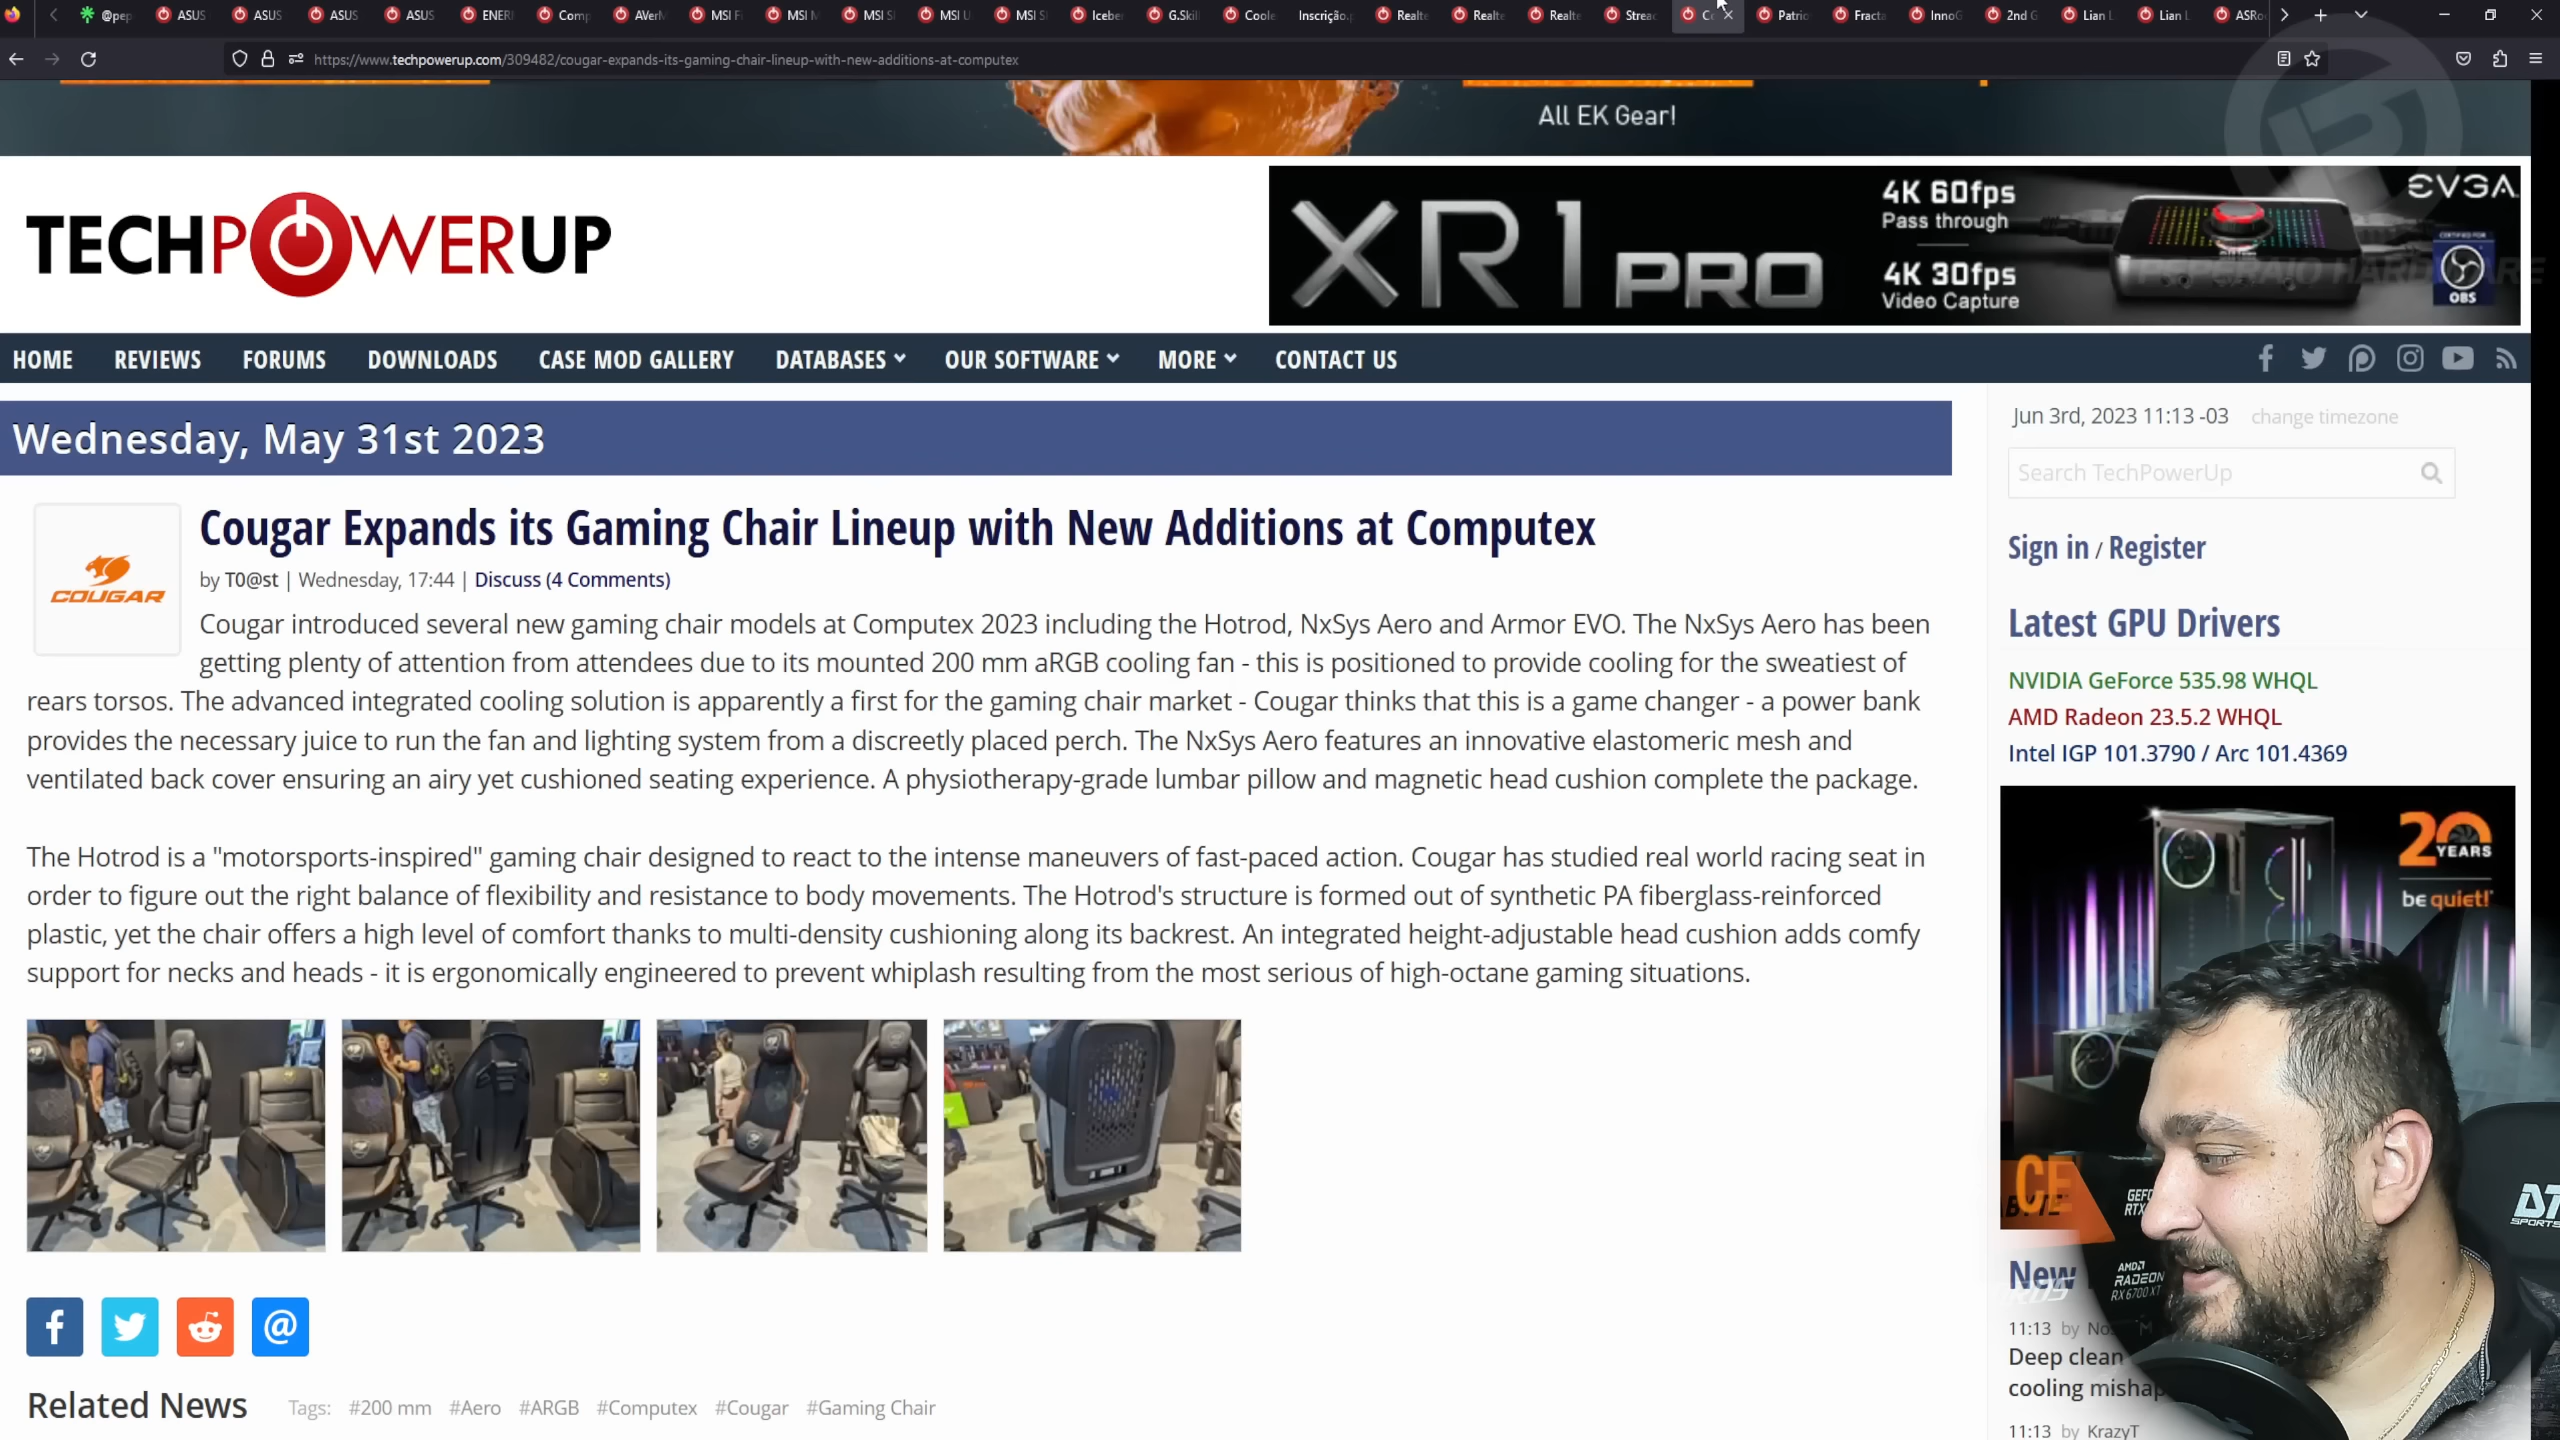 @pep
ASUS
ASUS
ASUS
ASUS
ENERI
Comp
AVerM
MSI F
MSI M
MSI S
MSI U
MSI S
Iceber
G.Skil
Coole
Inscrição.p
Realte
Realte
Realte
Strea
Co
Patrio
Fracta
InnoG
2nd G
Lian L
Lian L
ASRo
https://www.techpowerup.com/309482/cougar-expands-its-gaming-chair-lineup-with-new-additions-at-computex
All EK Gear!
TECHPOWERUP
XR1 PRO
4K 60fps
Pass through
4K 30fps
Video Capture
EVGA
OBS
HOME REVIEWS FORUMS DOWNLOADS CASE MOD GALLERY DATABASES OUR SOFTWARE MORE CONTACT US
Wednesday, May 31st 2023
COUGAR
Cougar Expands its Gaming Chair Lineup with New Additions at Computex
by T0@st | Wednesday, 17:44 | Discuss (4 Comments)
Cougar introduced several new gaming chair models at Computex 2023 including the Hotrod, NxSys Aero and Armor EVO. The NxSys Aero has been
getting plenty of attention from attendees due to its mounted 200 mm aRGB cooling fan - this is positioned to provide cooling for the sweatiest of
rears torsos. The advanced integrated cooling solution is apparently a first for the gaming chair market - Cougar thinks that this is a game changer - a power bank
provides the necessary juice to run the fan and lighting system from a discreetly placed perch. The NxSys Aero features an innovative elastomeric mesh and
ventilated back cover ensuring an airy yet cushioned seating experience. A physiotherapy-grade lumbar pillow and magnetic head cushion complete the package.
The Hotrod is a "motorsports-inspired" gaming chair designed to react to the intense maneuvers of fast-paced action. Cougar has studied real world racing seat in
order to figure out the right balance of flexibility and resistance to body movements. The Hotrod's structure is formed out of synthetic PA fiberglass-reinforced
plastic, yet the chair offers a high level of comfort thanks to multi-density cushioning along its backrest. An integrated height-adjustable head cushion adds comfy
support for necks and heads - it is ergonomically engineered to prevent whiplash resulting from the most serious of high-octane gaming situations.
Related News Tags: #200 mm #Aero #ARGB #Computex #Cougar #Gaming Chair
Jun 3rd, 2023 11:13 -03 change timezone
Search TechPowerUp
Sign in / Register
Latest GPU Drivers
NVIDIA GeForce 535.98 WHQL
AMD Radeon 23.5.2 WHQL
Intel IGP 101.3790 / Arc 101.4369
20 YEARS
be quiet!
AMD
RADEON
RX 6700 XT
New
11:13 by
Deep clean
cooling mishap
11:13 by KrazyT